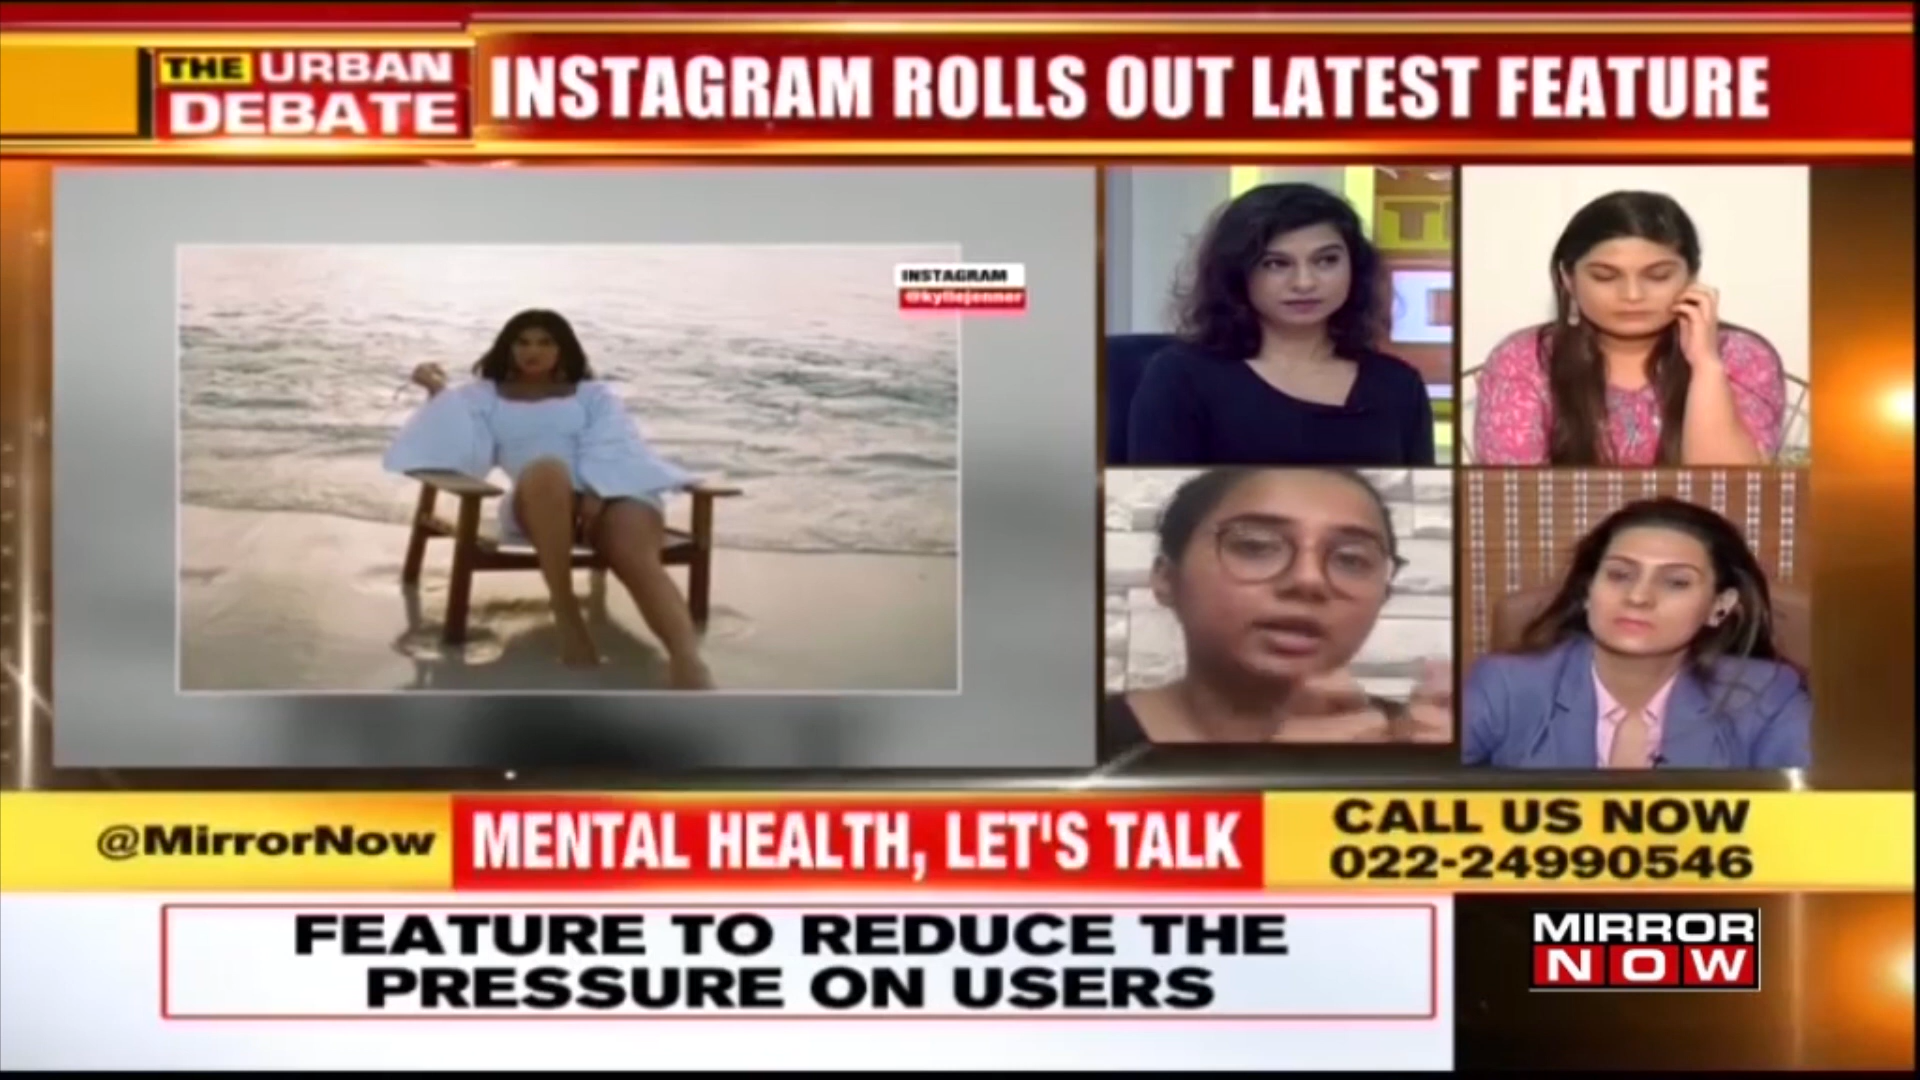 THE URBAN
DEBATE
INSTAGRAM ROLLS OUT LATEST FEATURE
INSTAGRAM
@kyliejenner
@MirrorNow
MENTAL HEALTH, LET'S TALK
CALL US NOW
022-24990546
FEATURE TO REDUCE THE
PRESSURE ON USERS
MIRROR
NOW